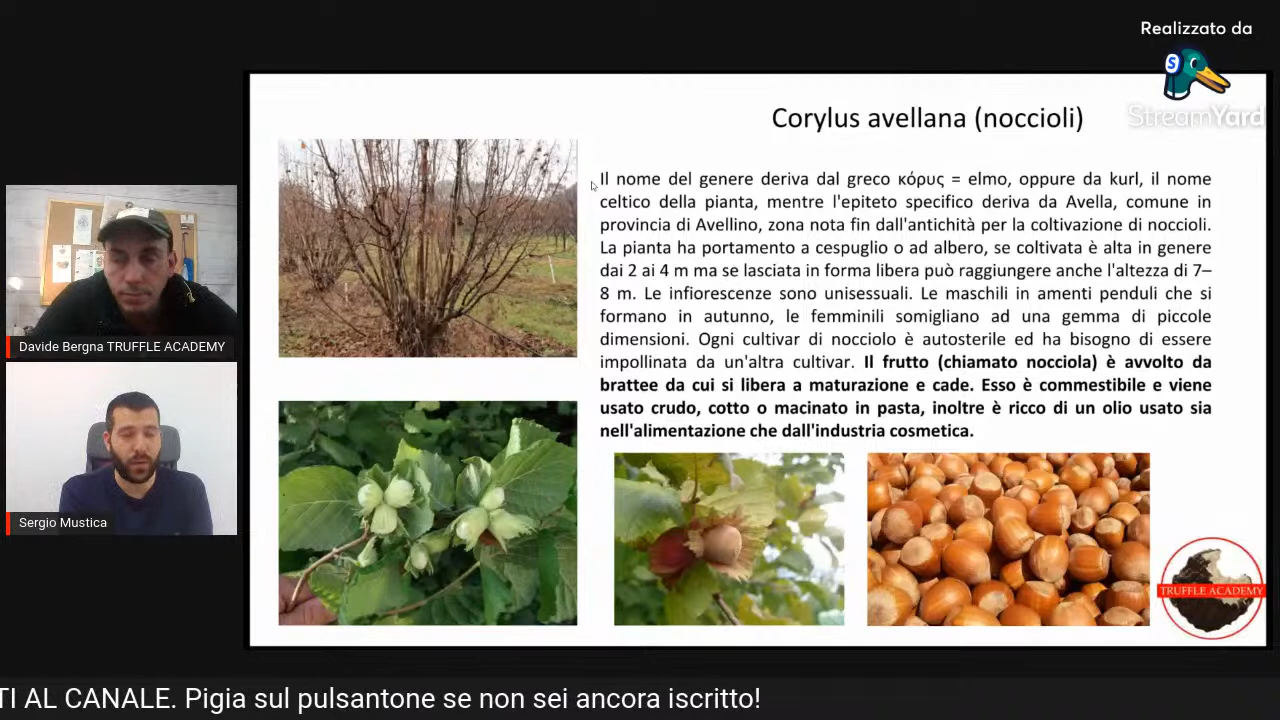 Realizzato da
S
StreamYard
Corylus avellana (noccioli)
Il nome del genere deriva dal greco κόρυς = elmo, oppure da kurl, il nome
celtico della pianta, mentre l'epiteto specifico deriva da Avella, comune in
provincia di Avellino, zona nota fin dall'antichità per la coltivazione di noccioli.
La pianta ha portamento a cespuglio o ad albero, se coltivata è alta in genere
dai 2 ai 4 m ma se lasciata in forma libera può raggiungere anche l'altezza di 7–
8 m. Le infiorescenze sono unisessuali. Le maschili in amenti penduli che si
formano in autunno, le femminili somigliano ad una gemma di piccole
dimensioni. Ogni cultivar di nocciolo è autosterile ed ha bisogno di essere
impollinata da un'altra cultivar. Il frutto (chiamato nocciola) è avvolto da
brattee da cui si libera a maturazione e cade. Esso è commestibile e viene
usato crudo, cotto o macinato in pasta, inoltre è ricco di un olio usato sia
nell'alimentazione che dall'industria cosmetica.
Davide Bergna TRUFFLE ACADEMY
Sergio Mustica
TRUFFLE ACADEMY
TI AL CANALE. Pigia sul pulsantone se non sei ancora iscritto!